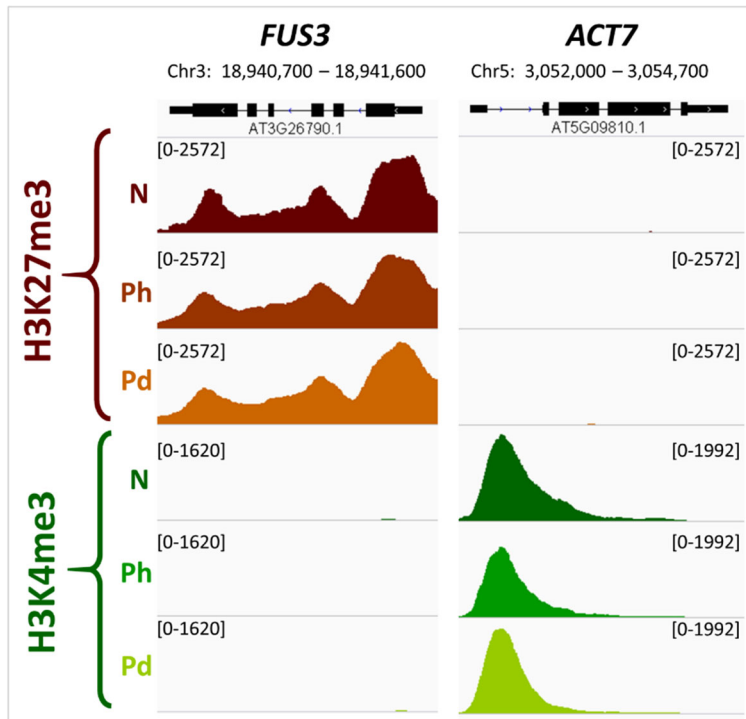 FUS3 ACT7
Chr3: 18,940,700 – 18,941,600 Chr5: 3,052,000 – 3,054,700
AT3G26790.1 AT5G09810.1
H3K27me3
N [0-2572] [0-2572]
Ph [0-2572] [0-2572]
Pd [0-2572] [0-2572]
H3K4me3
N [0-1620] [0-1992]
Ph [0-1620] [0-1992]
Pd [0-1620] [0-1992]